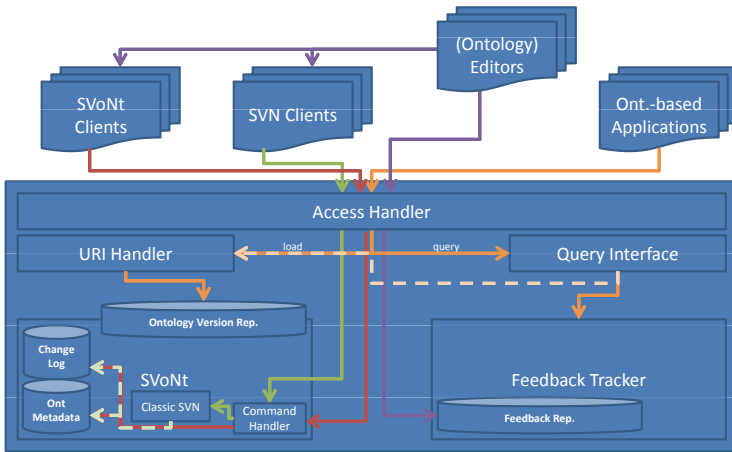 (Ontology)
Editors
SVoNt
Clients
SVN Clients
Ont.-based
Applications
Access Handler
URI Handler
load
query
Query Interface
Ontology Version Rep.
Change
Log
SVoNt
Feedback Tracker
Ont
Metadata
Classic SVN
Command
Handler
Feedback Rep.